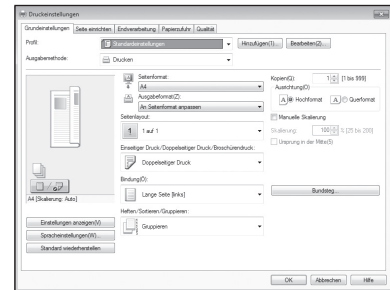 Druckeinstellungen
Grundeinstellungen Seite einrichten Endverarbeitung Papierzufuhr Qualität
Profil: Standardeinstellungen Hinzufügen(1)... Bearbeiten(2)...
Ausgabemethode: Drucken
Seitenformat:
A4
Ausgabeformat(Z):
An Seitenformat anpassen
Kopien(Q): 1 [1 bis 999]
Ausrichtung(O)
A Hochformat A Querformat
Seitenlayout:
1 1 auf 1
Manuelle Skalierung
Skalierung: 100 % [25 bis 200]
Ursprung in der Mitte(5)
Einseitiger Druck/Doppelseitiger Druck/Broschürendruck:
Doppelseitiger Druck
Bindung(Ö):
Lange Seite [links]
Bundsteg...
A4 [Skalierung: Auto]
Heften/Sortieren/Gruppieren:
Gruppieren
Einstellungen anzeigen(V)
Spracheinstellungen(W)...
Standard wiederherstellen
OK Abbrechen Hilfe